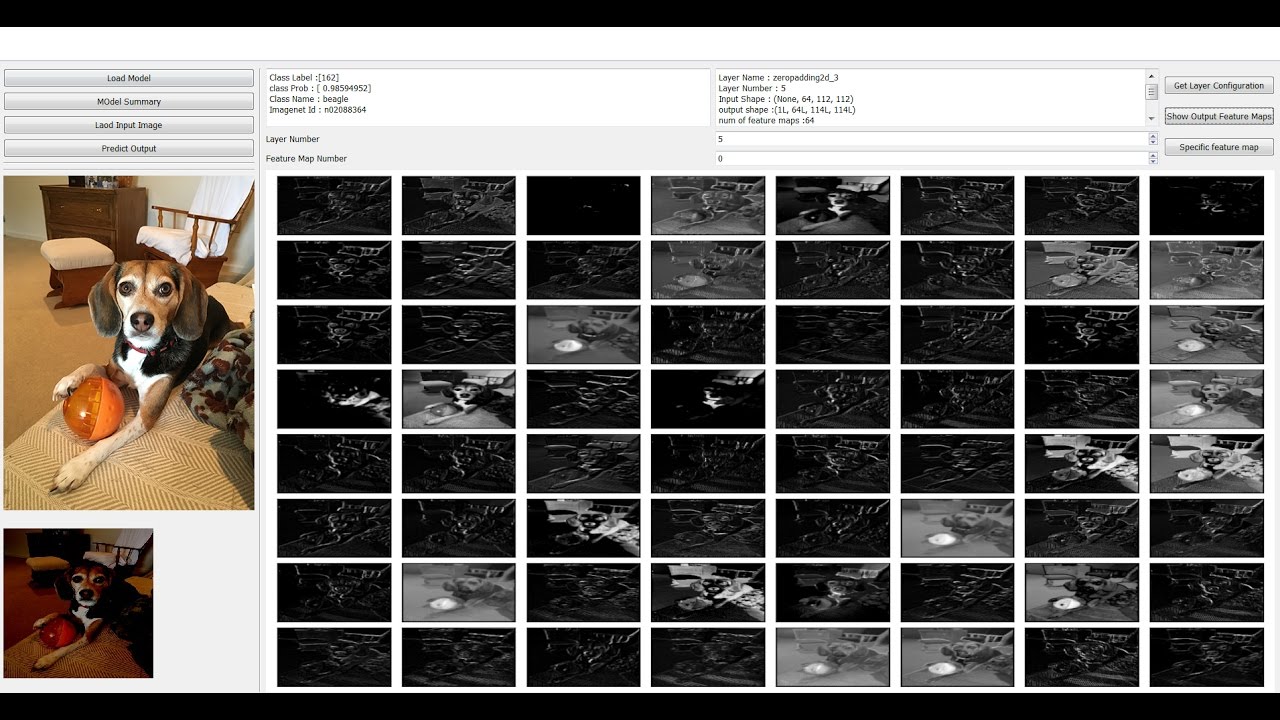 Load Model
MOdel Summary
Laod Input Image
Predict Output
Class Label :[162]
class Prob : [ 0.98594952]
Class Name : beagle
Imagenet Id : n02088364
Layer Name : zeropadding2d_3
Layer Number : 5
Input Shape : (None, 64, 112, 112)
output shape :(1L, 64L, 114L, 114L)
num of feature maps :64
Get Layer Configuration
Show Output Feature Maps
Specific feature map
Layer Number
5
Feature Map Number
0